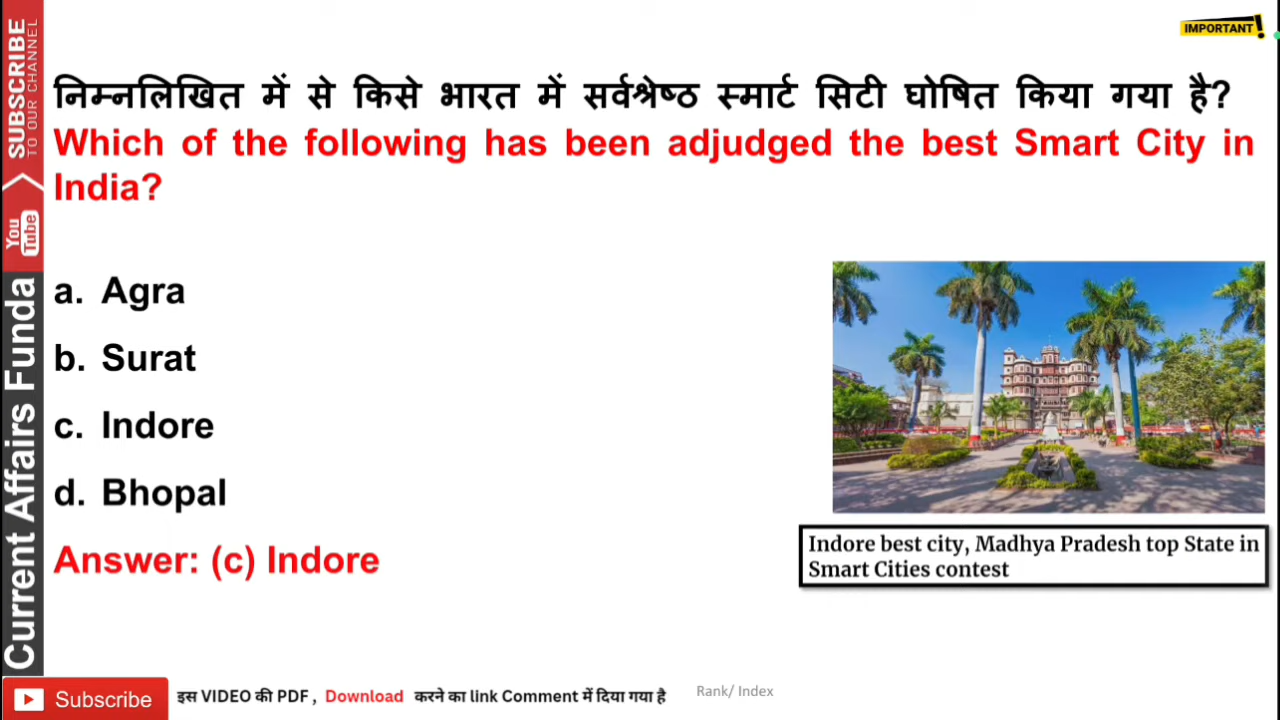 IMPORTANT!
निम्नलिखित में से किसे भारत में सर्वश्रेष्ठ स्मार्ट सिटी घोषित किया गया है?
Which of the following has been adjudged the best Smart City in
India?
a. Agra
b. Surat
c. Indore
d. Bhopal
Answer: (c) Indore
Indore best city, Madhya Pradesh top State in
Smart Cities contest
SUBSCRIBE
TO OUR CHANNEL
You
Tube
Current Affairs Funda
Subscribe
इस VIDEO की PDF , Download करने का link Comment में दिया गया है
Rank/ Index